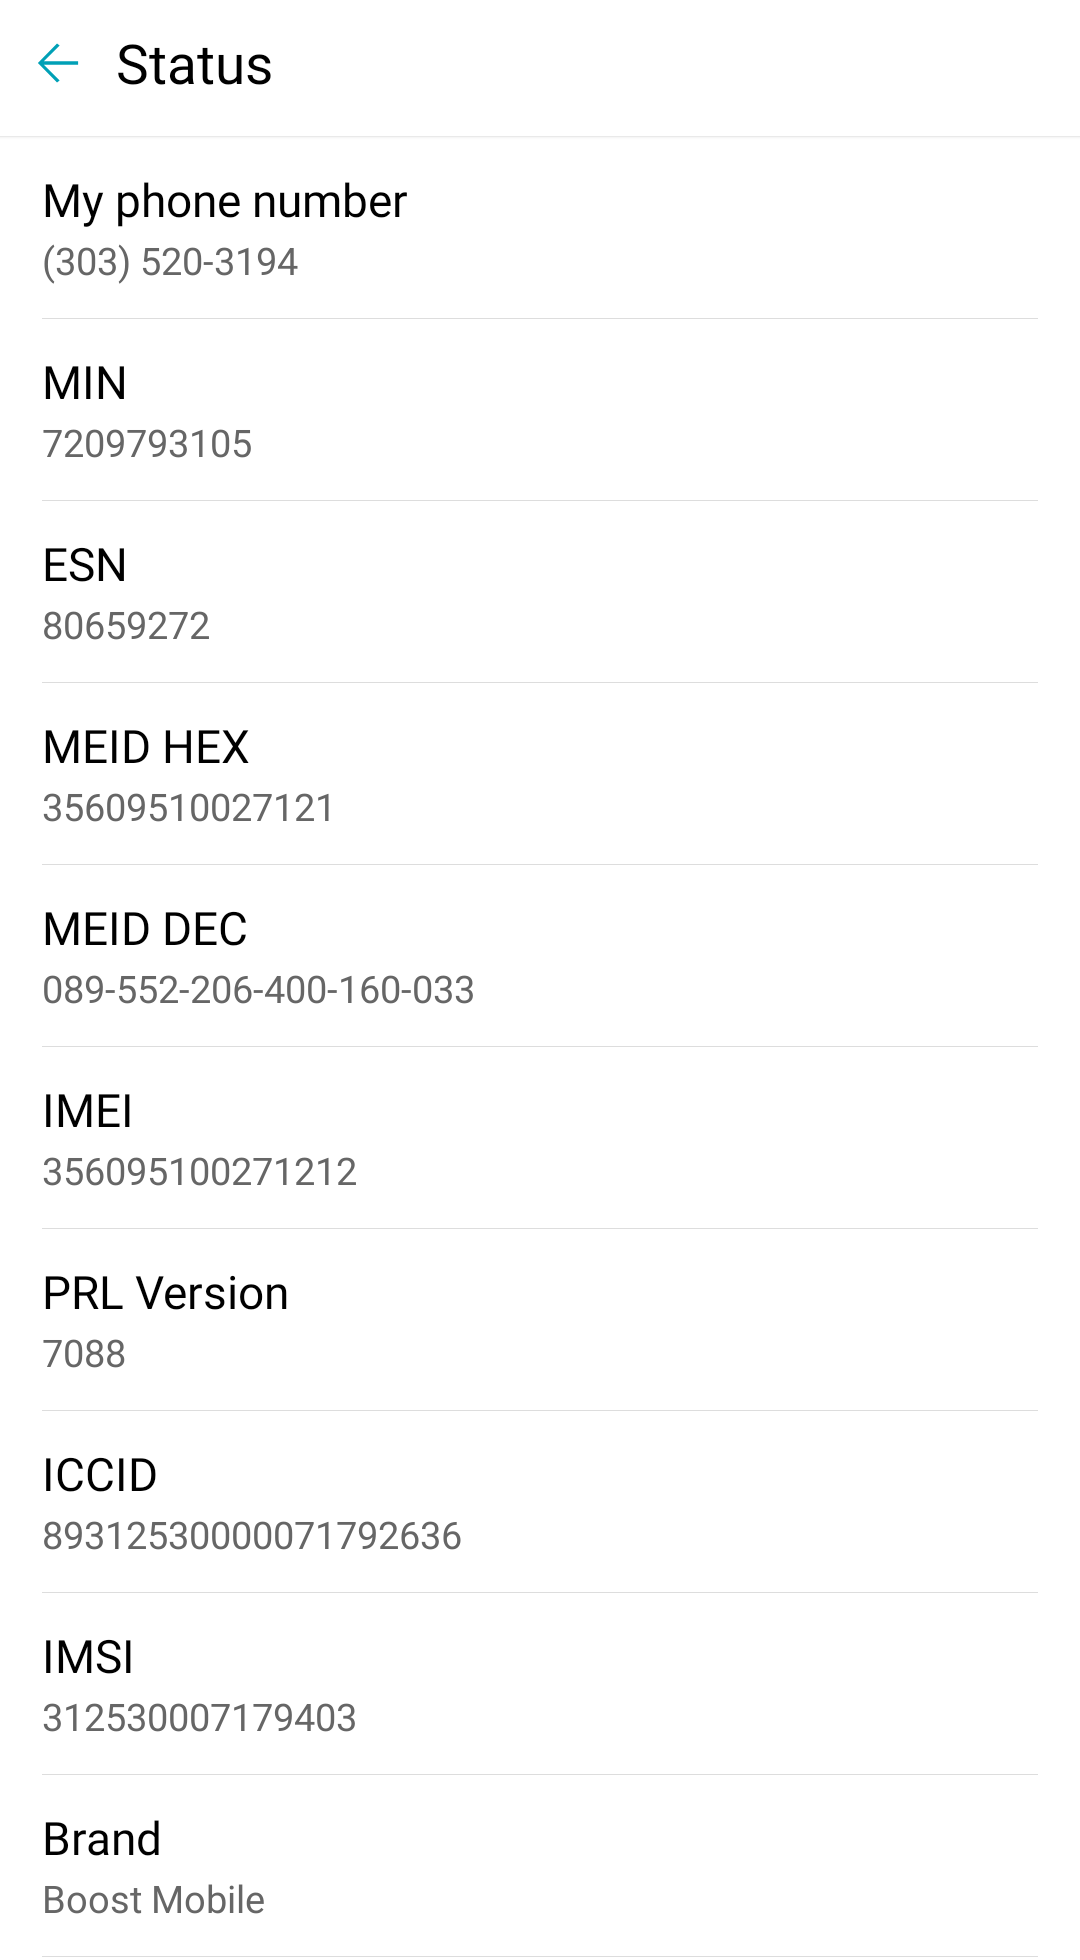 Status
My phone number
(303) 520-3194
MIN
7209793105
ESN
80659272
MEID HEX
35609510027121
MEID DEC
089-552-206-400-160-033
IMEI
356095100271212
PRL Version
7088
ICCID
89312530000071792636
IMSI
312530007179403
Brand
Boost Mobile